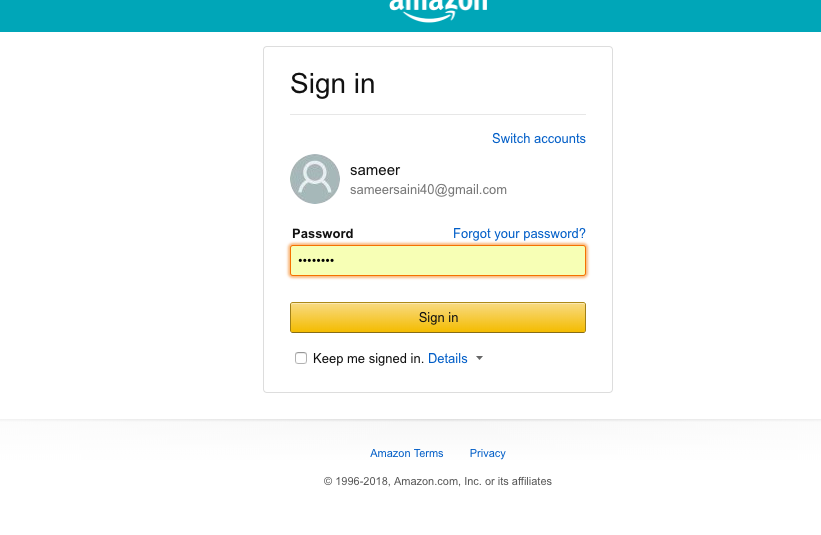 amazon
Sign in
Switch accounts
sameer
sameersaini40@gmail.com
Password Forgot your password?
••••••••
Sign in
Keep me signed in. Details
Amazon Terms Privacy
© 1996-2018, Amazon.com, Inc. or its affiliates